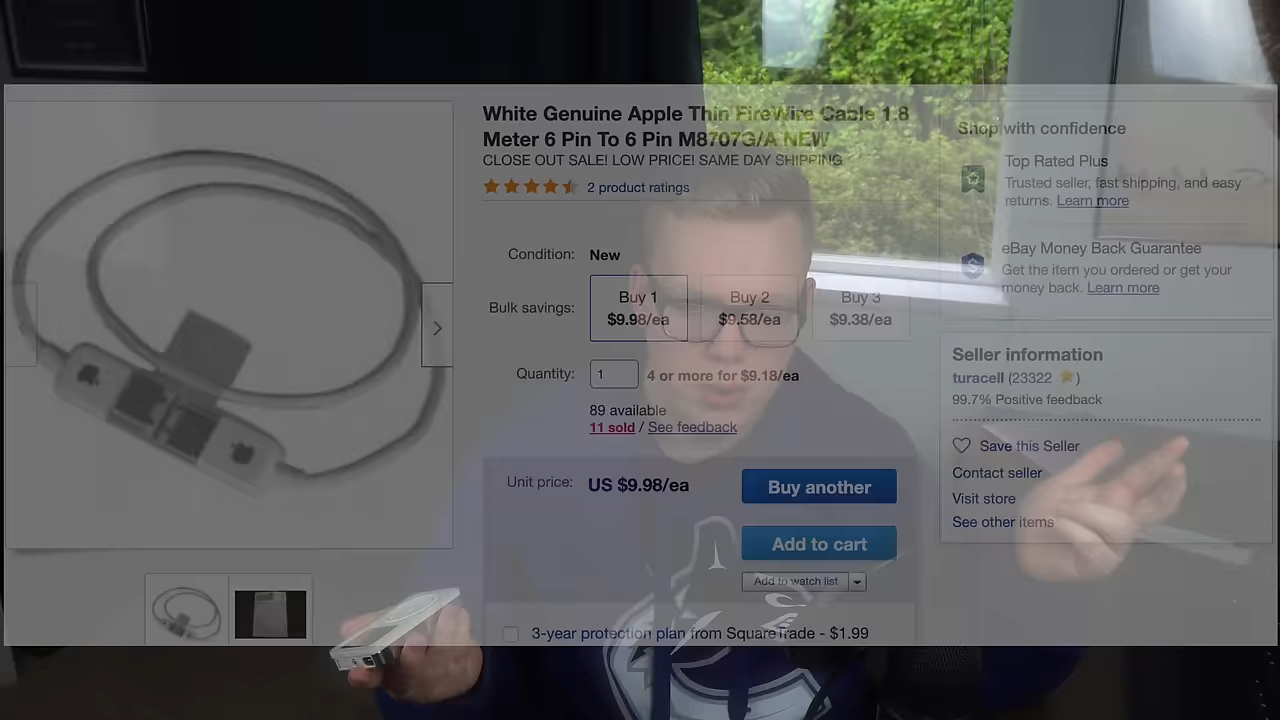 White Genuine Apple Thin FireWire Cable 1.8
Meter 6 Pin To 6 Pin M8707G/A NEW
CLOSE OUT SALE! LOW PRICE! SAME DAY SHIPPING
2 product ratings
Condition: New
Bulk savings:
Buy 1
$9.98/ea
Buy 2
$9.58/ea
Buy 3
$9.38/ea
Quantity: 1 4 or more for $9.18/ea
89 available
11 sold / See feedback
Unit price: US $9.98/ea
Buy another
Add to cart
Add to watch list
3-year protection plan from SquareTrade - $1.99
Shop with confidence
Top Rated Plus
Trusted seller, fast shipping, and easy
returns. Learn more
eBay Money Back Guarantee
Get the item you ordered or get your
money back. Learn more
Seller information
turacell (23322 )
99.7% Positive feedback
Save this Seller
Contact seller
Visit store
See other items